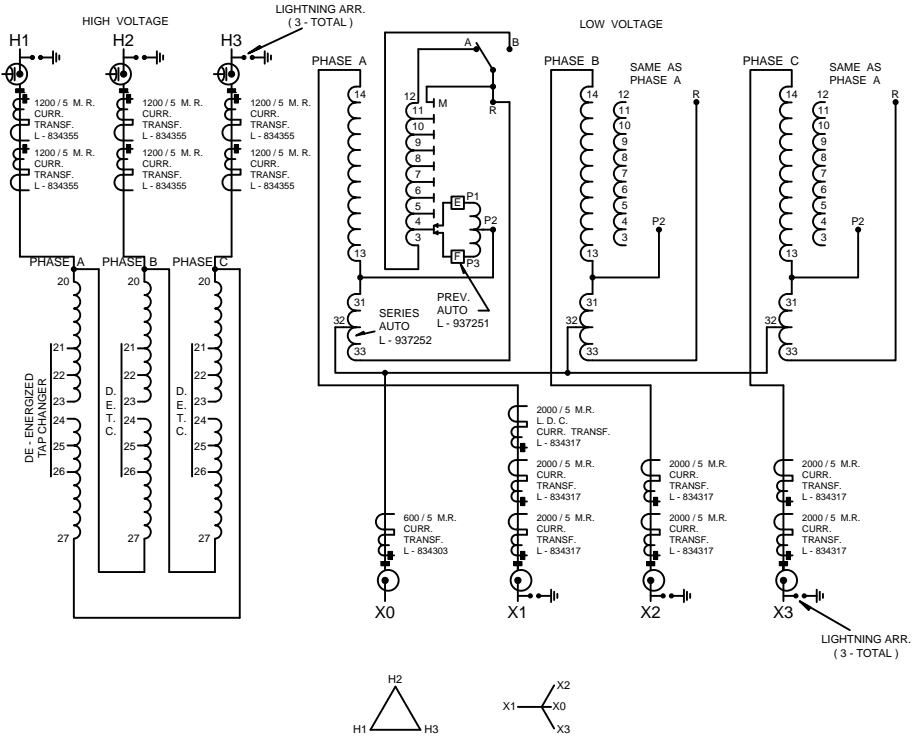 LIGHTNING ARR.
( 3 - TOTAL )
HIGH VOLTAGE
LOW VOLTAGE
H1
H2
H3
1200 / 5 M. R.
CURR.
TRANSF.
L - 834355
1200 / 5 M. R.
CURR.
TRANSF.
L - 834355
1200 / 5 M. R.
CURR.
TRANSF.
L - 834355
1200 / 5 M. R.
CURR.
TRANSF.
L - 834355
1200 / 5 M. R.
CURR.
TRANSF.
L - 834355
1200 / 5 M. R.
CURR.
TRANSF.
L - 834355
PHASE A
PHASE B
PHASE C
20
21
22
23
24
25
26
27
DE - ENERGIZED
TAP CHANGER
20
21
22
23
24
25
26
27
D. E. T. C.
20
21
22
23
24
25
26
27
D. E. T. C.
PHASE A
14
13
31
32
33
A
B
M
R
12
11
10
9
8
7
6
5
4
3
E
P1
P2
F
P3
SERIES
AUTO
L - 937252
PREV.
AUTO
L - 937251
PHASE B
SAME AS
PHASE A
14
13
31
32
33
12
11
10
9
8
7
6
5
4
3
R
P2
PHASE C
SAME AS
PHASE A
14
13
31
32
33
12
11
10
9
8
7
6
5
4
3
R
P2
2000 / 5 M.R.
L. D. C.
CURR. TRANSF.
L - 834317
2000 / 5 M.R.
CURR.
TRANSF.
L - 834317
2000 / 5 M.R.
CURR.
TRANSF.
L - 834317
2000 / 5 M.R.
CURR.
TRANSF.
L - 834317
600 / 5 M.R.
CURR.
TRANSF.
L - 834303
2000 / 5 M.R.
CURR.
TRANSF.
L - 834317
2000 / 5 M.R.
CURR.
TRANSF.
L - 834317
2000 / 5 M.R.
CURR.
TRANSF.
L - 834317
X0
X1
X2
X3
LIGHTNING ARR.
( 3 - TOTAL )
H2
H1
H3
X2
X1
X0
X3